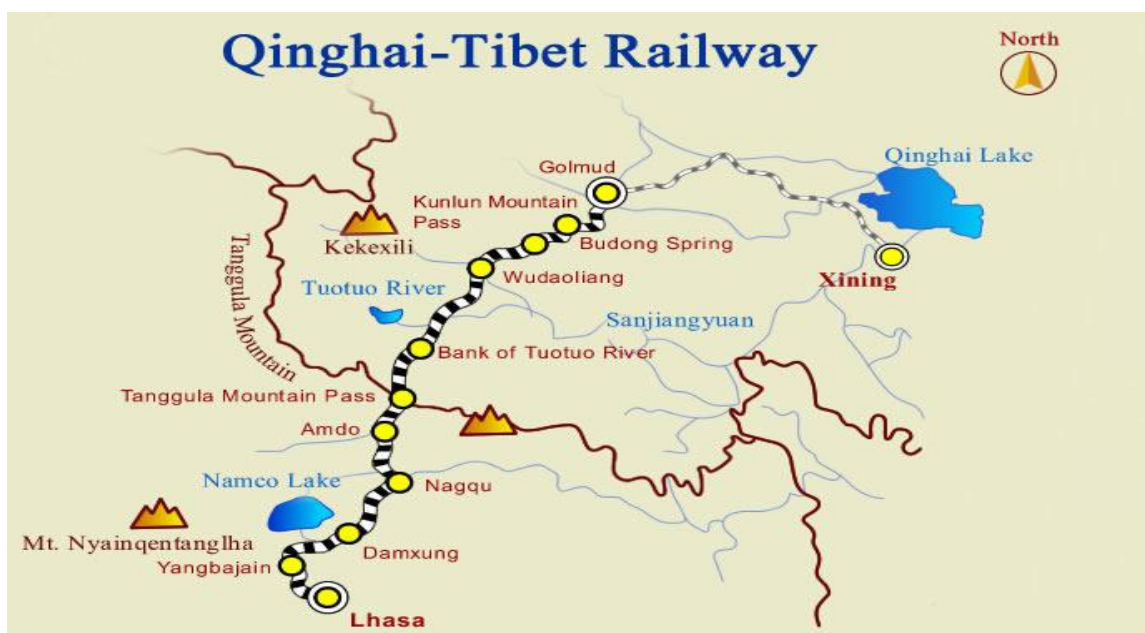 Qinghai-Tibet Railway
North
Qinghai Lake
Golmud
Kunlun Mountain
Pass
Budong Spring
Kekexili
Tanggula Mountain
Wudaoliang
Xining
Tuotuo River
Sanjiangyuan
Bank of Tuotuo River
Tanggula Mountain Pass
Amdo
Namco Lake
Nagqu
Mt. Nyainqentanglha
Damxung
Yangbajain
Lhasa